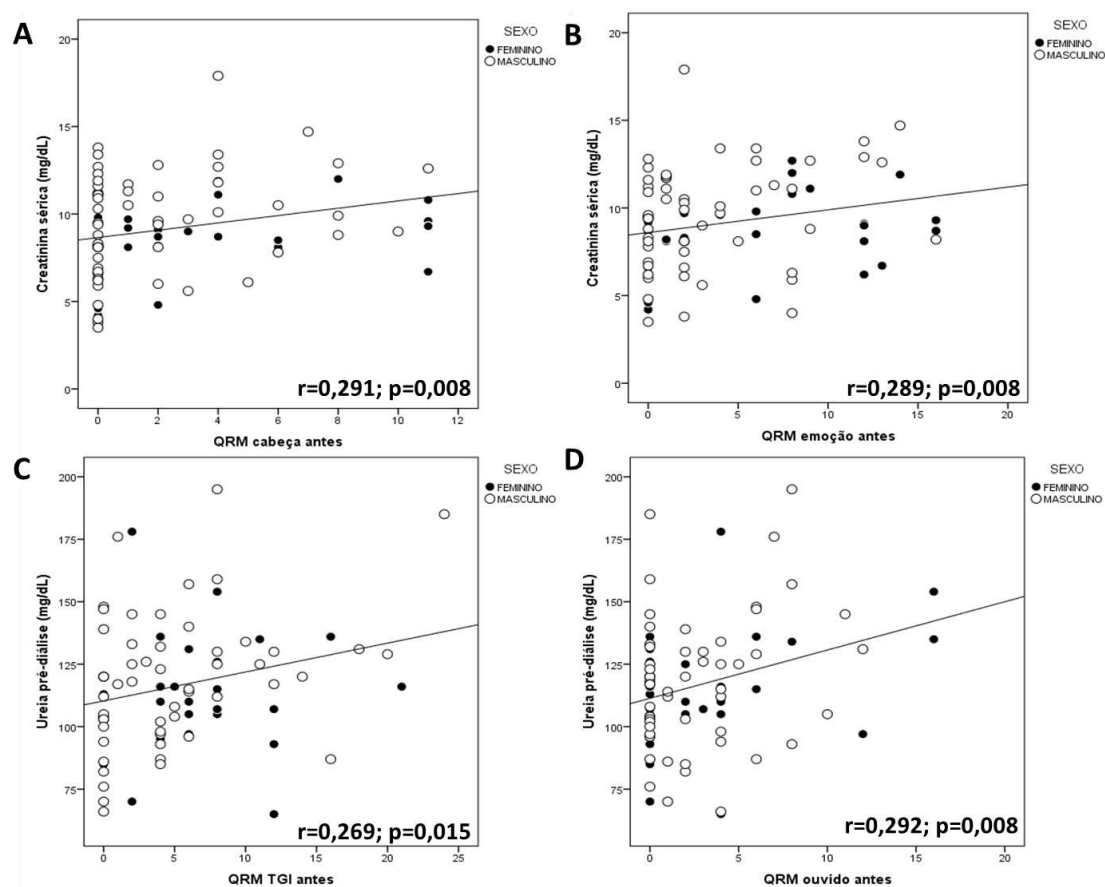 A
SEXO
FEMININO
MASCULINO
Creatinina sérica (mg/dL)
20
15
10
5
0
r=0,291; p=0,008
0 2 4 6 8 10 12
QRM cabeça antes
B
SEXO
FEMININO
MASCULINO
Creatinina sérica (mg/dL)
20
15
10
5
0
r=0,289; p=0,008
0 5 10 15 20
QRM emoção antes
C
SEXO
FEMININO
MASCULINO
Ureia pré-diálise (mg/dL)
200
175
150
125
100
75
r=0,269; p=0,015
0 5 10 15 20 25
QRM TGI antes
D
SEXO
FEMININO
MASCULINO
Ureia pré-diálise (mg/dL)
200
175
150
125
100
75
r=0,292; p=0,008
0 5 10 15 20
QRM ouvido antes